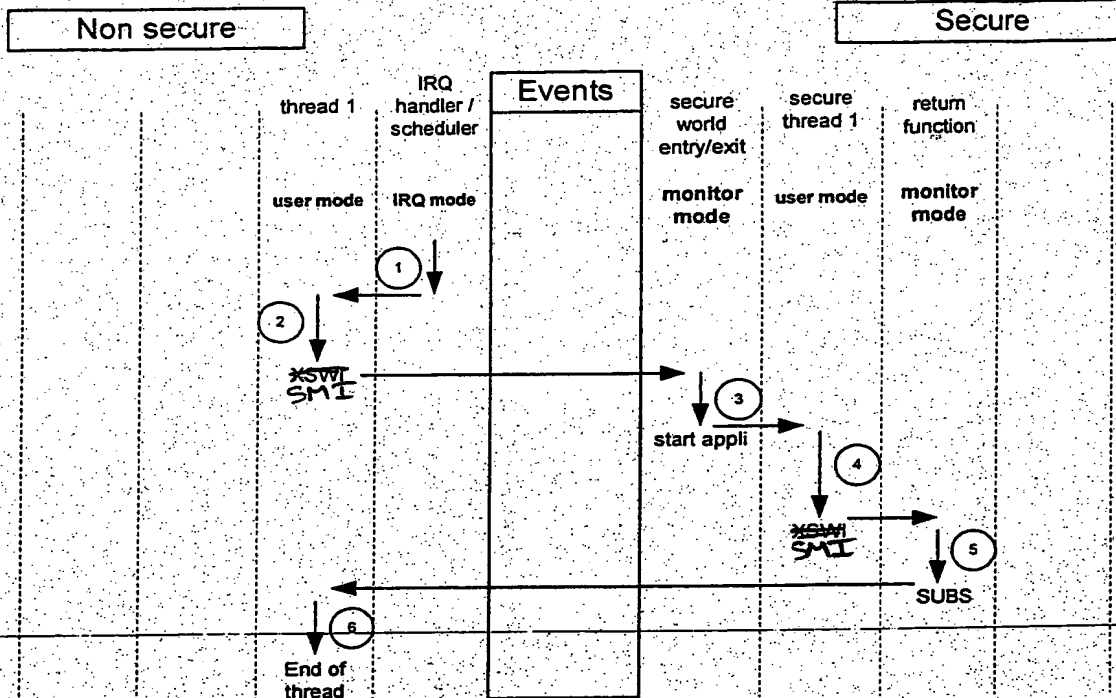 Non secure
Secure
thread 1
IRQ
handler /
scheduler
Events
secure
world
entry/exit
secure
thread 1
return
function
user mode
IRQ mode
monitor
mode
user mode
monitor
mode
1
2
XSWI
SMI
3
start appli
4
XSWI
SMI
5
SUBS
6
End of
thread